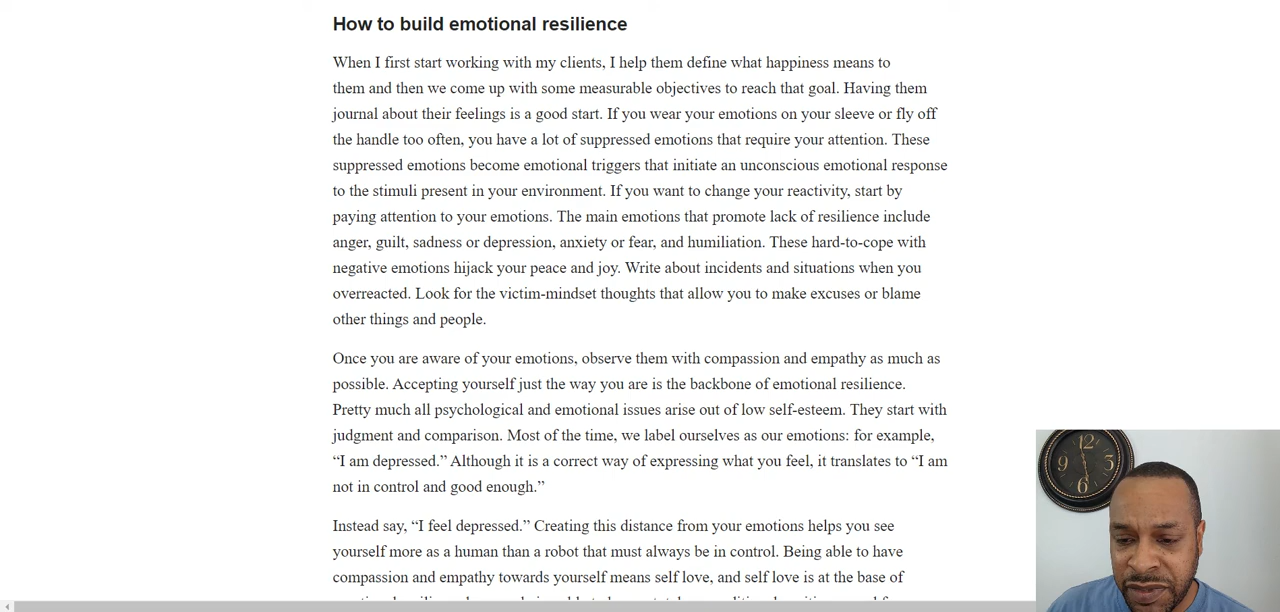 How to build emotional resilience
When I first start working with my clients, I help them define what happiness means to
them and then we come up with some measurable objectives to reach that goal. Having them
journal about their feelings is a good start. If you wear your emotions on your sleeve or fly off
the handle too often, you have a lot of suppressed emotions that require your attention. These
suppressed emotions become emotional triggers that initiate an unconscious emotional response
to the stimuli present in your environment. If you want to change your reactivity, start by
paying attention to your emotions. The main emotions that promote lack of resilience include
anger, guilt, sadness or depression, anxiety or fear, and humiliation. These hard-to-cope with
negative emotions hijack your peace and joy. Write about incidents and situations when you
overreacted. Look for the victim-mindset thoughts that allow you to make excuses or blame
other things and people.
Once you are aware of your emotions, observe them with compassion and empathy as much as
possible. Accepting yourself just the way you are is the backbone of emotional resilience.
Pretty much all psychological and emotional issues arise out of low self-esteem. They start with
judgment and comparison. Most of the time, we label ourselves as our emotions: for example,
“I am depressed.” Although it is a correct way of expressing what you feel, it translates to “I am
not in control and good enough.”
Instead say, “I feel depressed.” Creating this distance from your emotions helps you see
yourself more as a human than a robot that must always be in control. Being able to have
compassion and empathy towards yourself means self love, and self love is at the base of
12
9
3
6